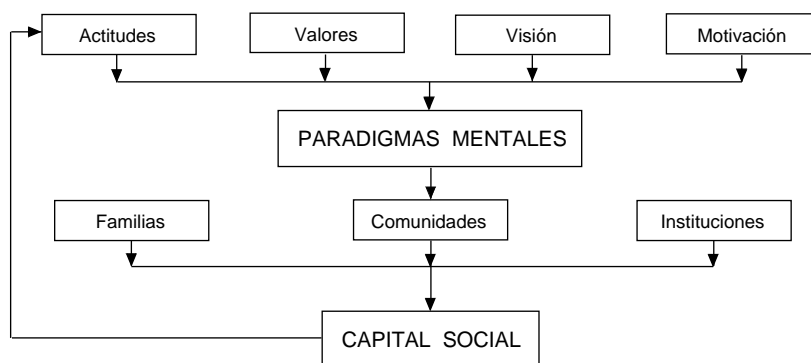 Actitudes
Valores
Visión
Motivación
PARADIGMAS MENTALES
Familias
Comunidades
Instituciones
CAPITAL SOCIAL